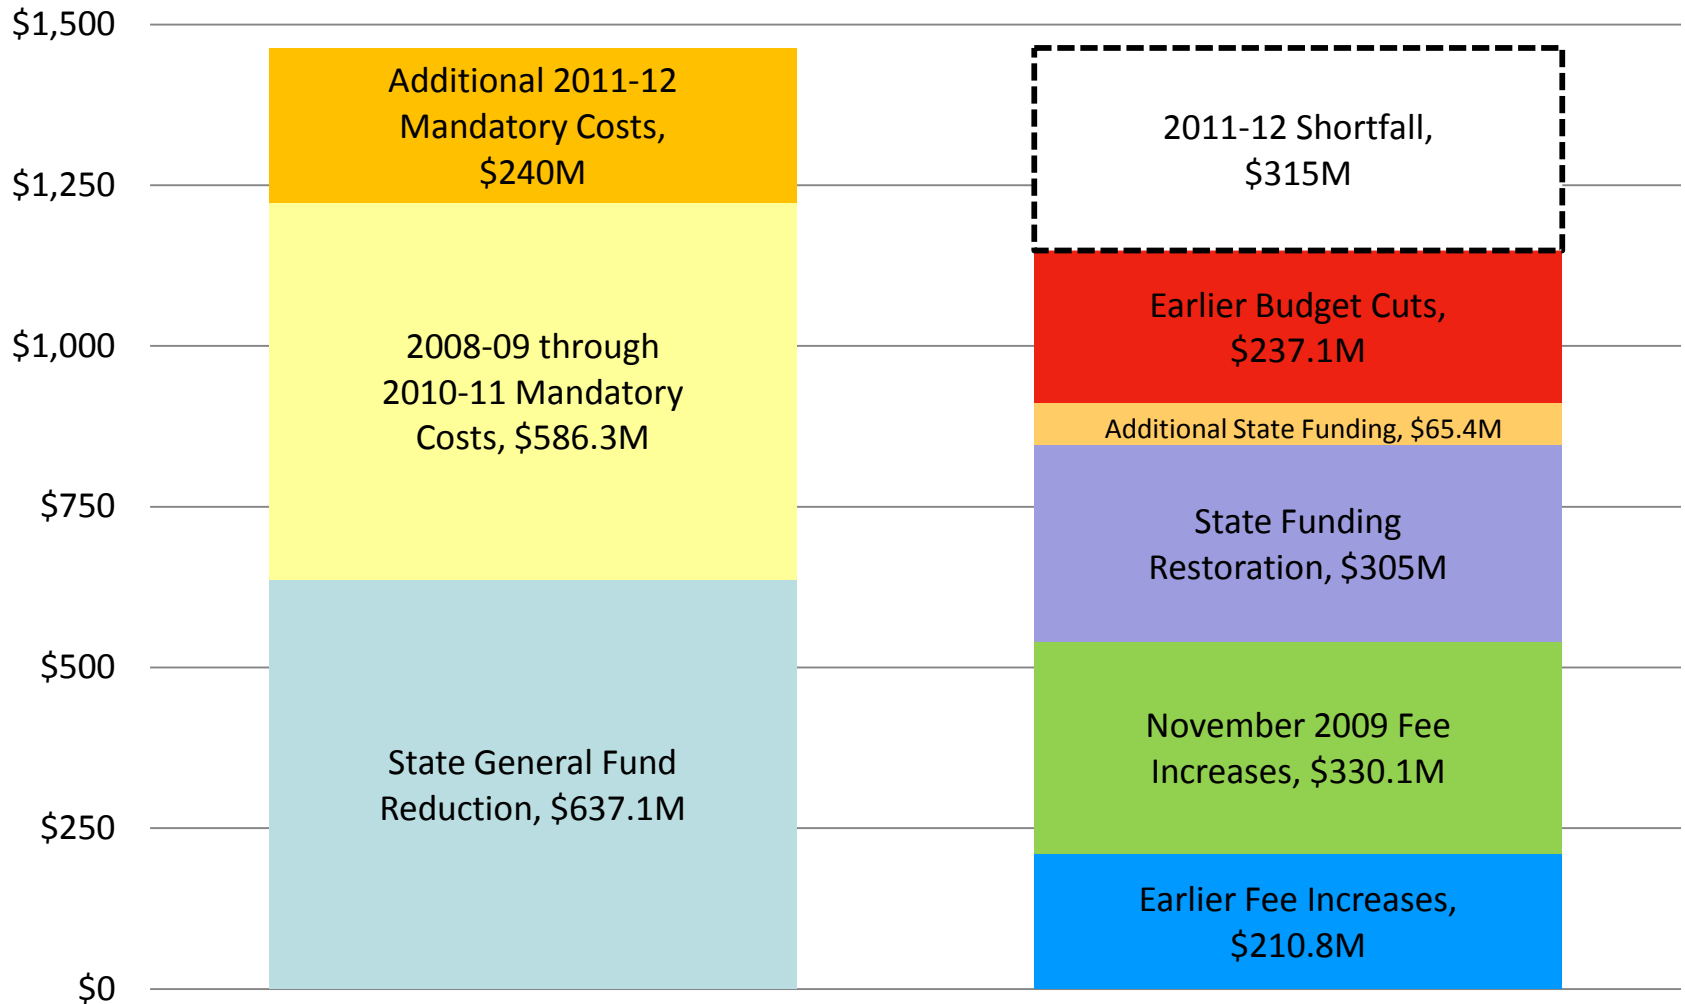 $1,500
$1,250
$1,000
$750
$500
$250
$0
Additional 2011-12
Mandatory Costs,
$240M
2008-09 through
2010-11 Mandatory
Costs, $586.3M
State General Fund
Reduction, $637.1M
2011-12 Shortfall,
$315M
Earlier Budget Cuts,
$237.1M
Additional State Funding, $65.4M
State Funding
Restoration, $305M
November 2009 Fee
Increases, $330.1M
Earlier Fee Increases,
$210.8M